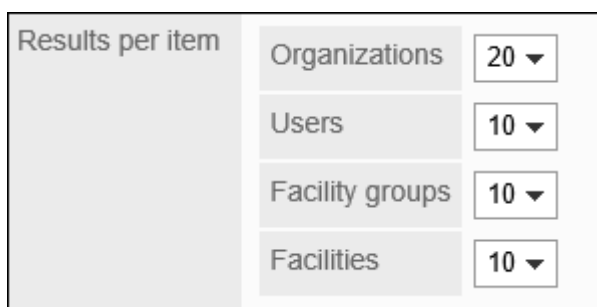 Results per item
Organizations 20
Users 10
Facility groups 10
Facilities 10